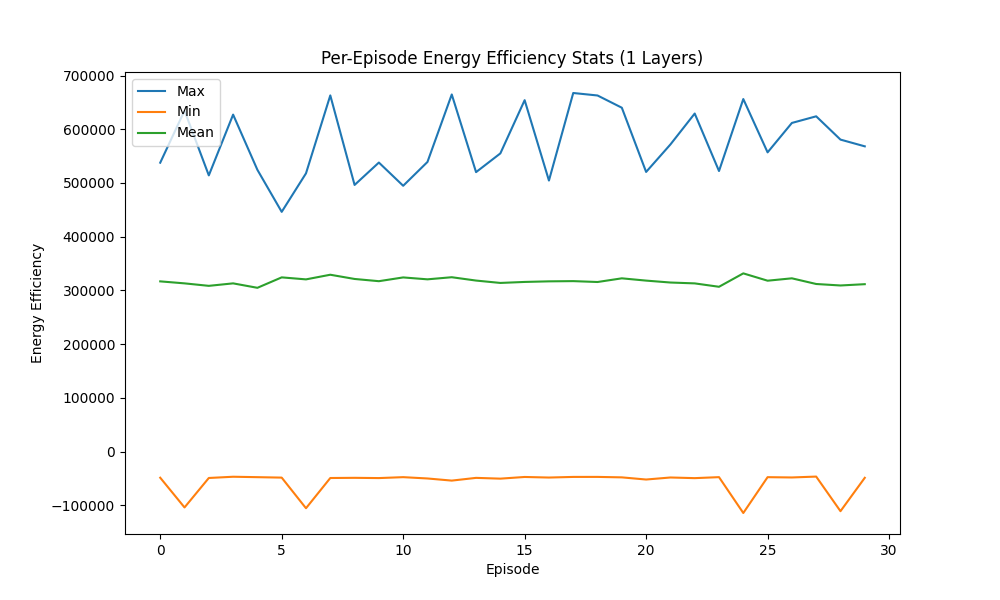 Per-Episode Energy Efficiency Stats (1 Layers)
Max
Min
Mean
Energy Efficiency
700000
600000
500000
400000
300000
200000
100000
0
−100000
0 5 10 15 20 25 30
Episode